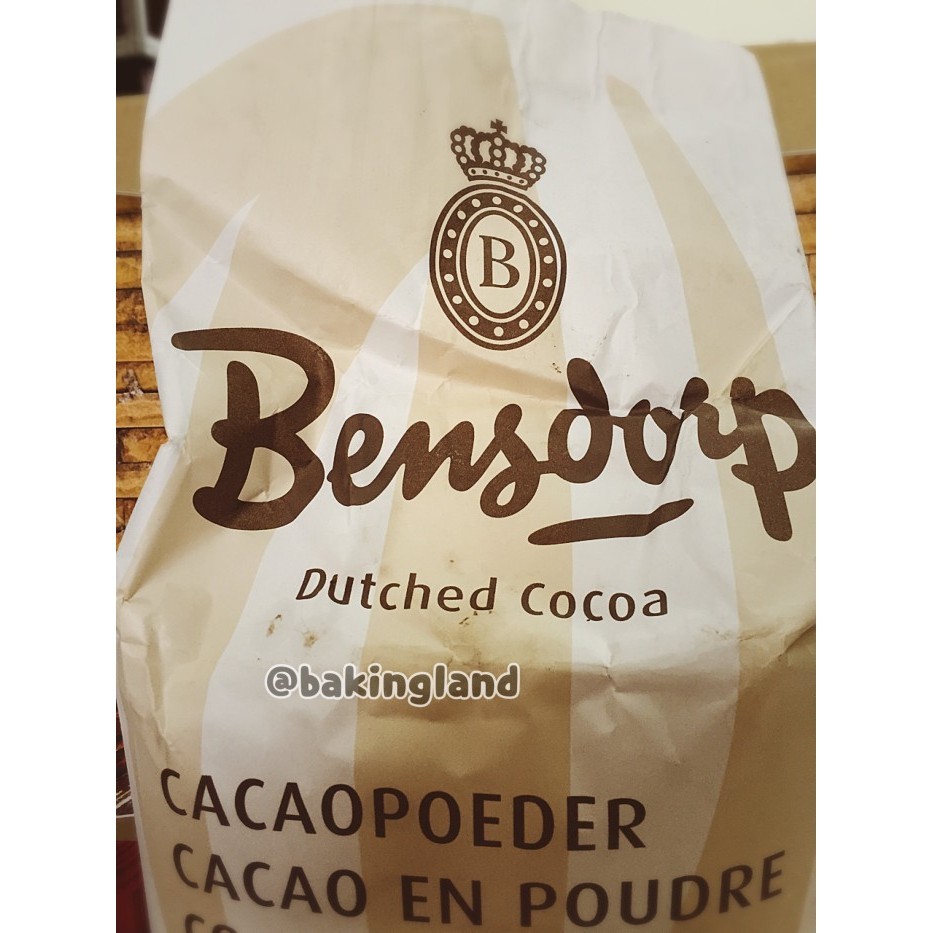 B
Bensdorp
Dutched Cocoa
@bakingland
CACAOPOEDER
CACAO EN POUDRE